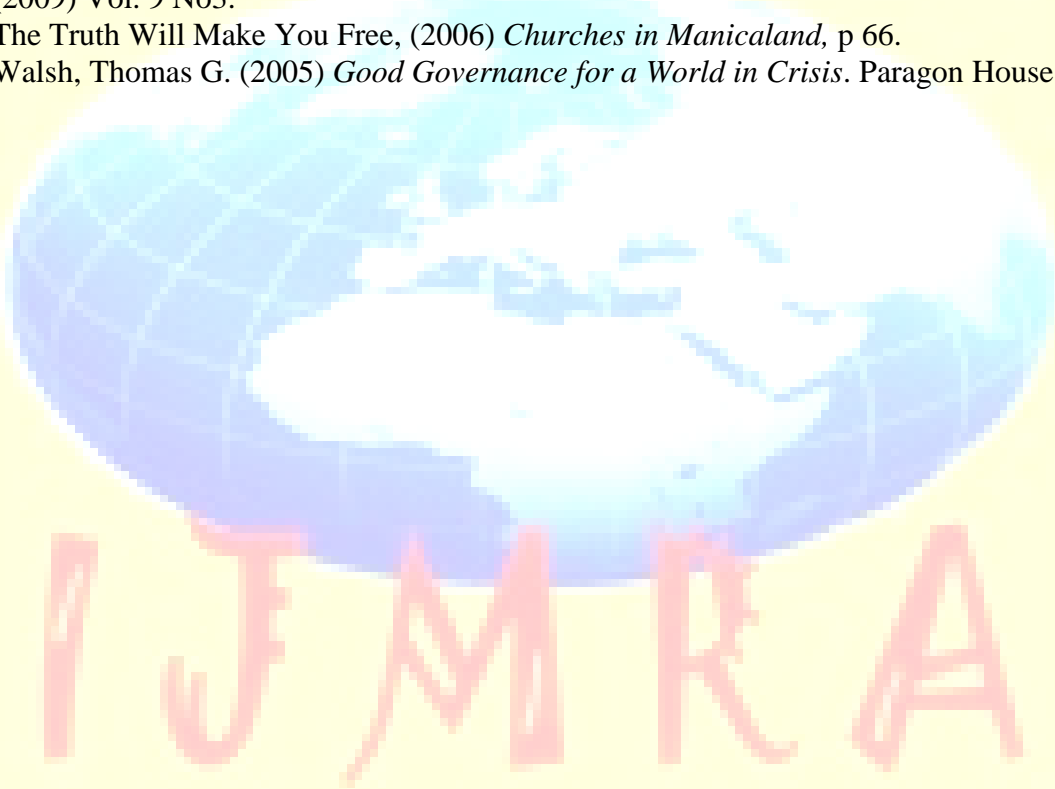 (2009) Vol. 9 No3.
The Truth Will Make You Free, (2006) Churches in Manicaland, p 66.
Walsh, Thomas G. (2005) Good Governance for a World in Crisis. Paragon House
IJMRA